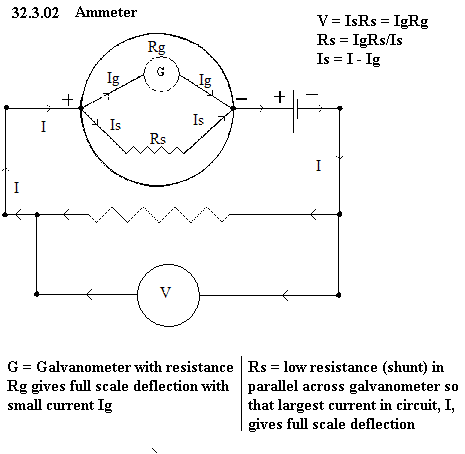 32.3.02 Ammeter
V = IsRs = IgRg
Rs = IgRs/Is
Is = I - Ig
Rg
G
Ig
Ig
+
−
+
−
I
Is
Is
Rs
I
I
V
G = Galvanometer with resistance
Rg gives full scale deflection with
small current Ig
Rs = low resistance (shunt) in
parallel across galvanometer so
that largest current in circuit, I,
gives full scale deflection